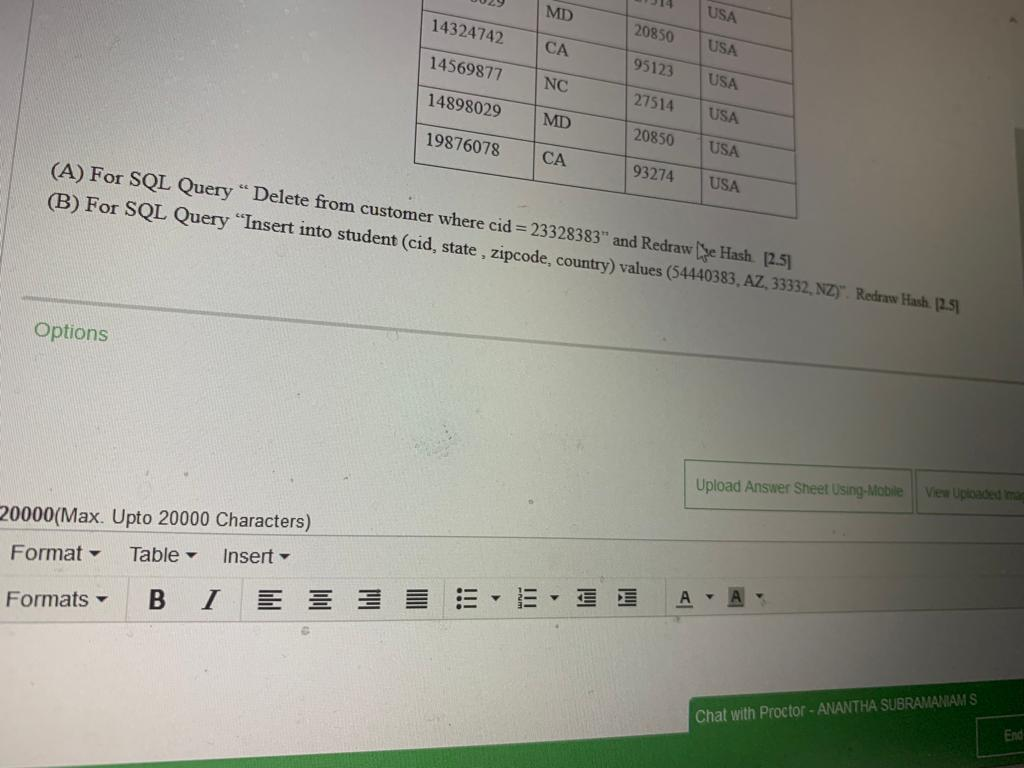 MD USA
14324742 CA 20850 USA
14569877 NC 95123 USA
14898029 MD 27514 USA
19876078 CA 20850 USA
93274 USA
(A) For SQL Query “ Delete from customer where cid = 23328383” and Redraw Hash. [2.5]
(B) For SQL Query “Insert into student (cid, state , zipcode, country) values (54440383, AZ, 33332, NZ)”. Redraw Hash. [2.5]
Options
Upload Answer Sheet Using-Mobile View Uploaded
20000(Max. Upto 20000 Characters)
Format Table Insert
Formats B I A A
Chat with Proctor - ANANTHA SUBRAMANIAM S
End